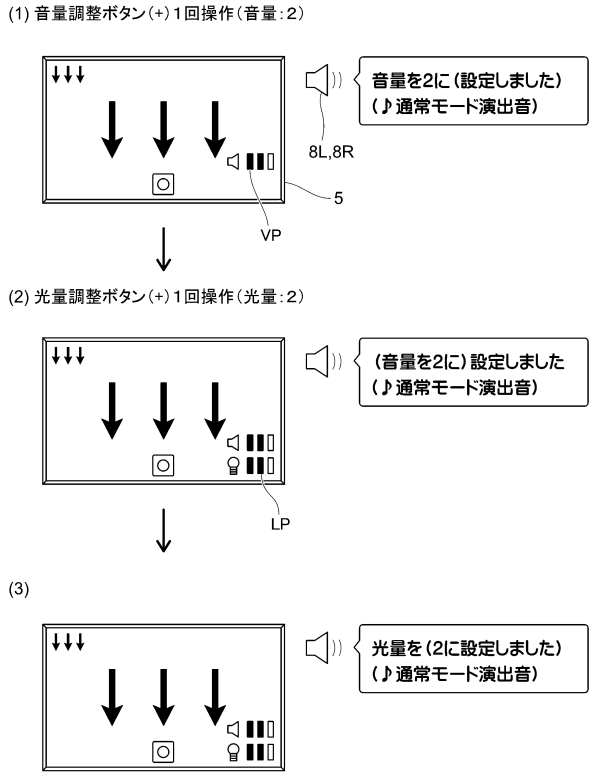 (1) 音量調整ボタン(+)1回操作(音量:2)
音量を2に(設定しました)
(♪通常モード演出音)
8L,8R
5
VP
(2) 光量調整ボタン(+)1回操作(光量:2)
(音量を2に)設定しました
(♪通常モード演出音)
LP
(3)
光量を(2に設定しました)
(♪通常モード演出音)